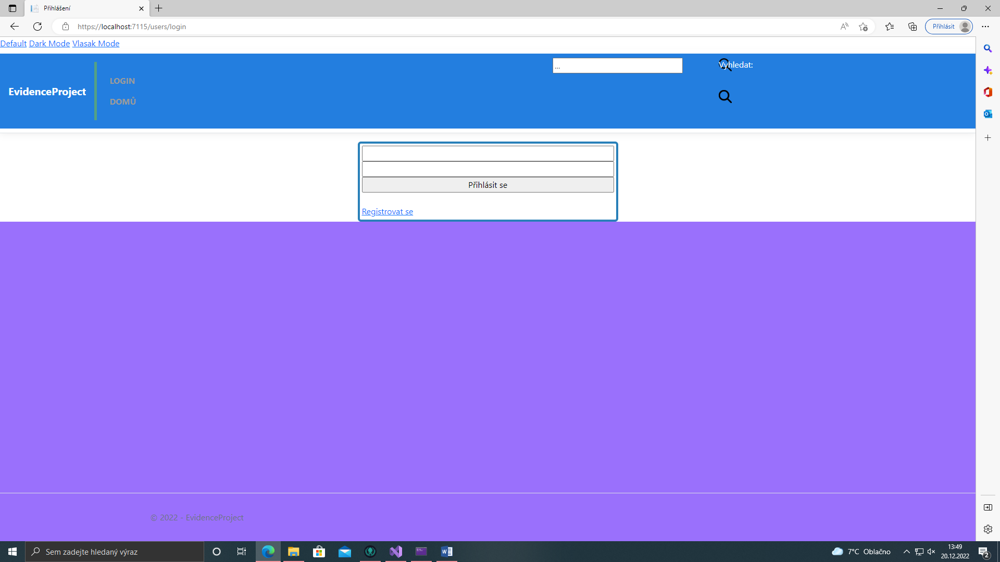 Přihlášení
https://localhost:7115/users/login
Přihlásit
Default Dark Mode Vlasak Mode
EvidenceProject
LOGIN
DOMŮ
...
Vyhledat:
Přihlásit se
Registrovat se
© 2022 - EvidenceProject
Sem zadejte hledaný výraz
7°C Oblačno
13:49
20.12.2022
2